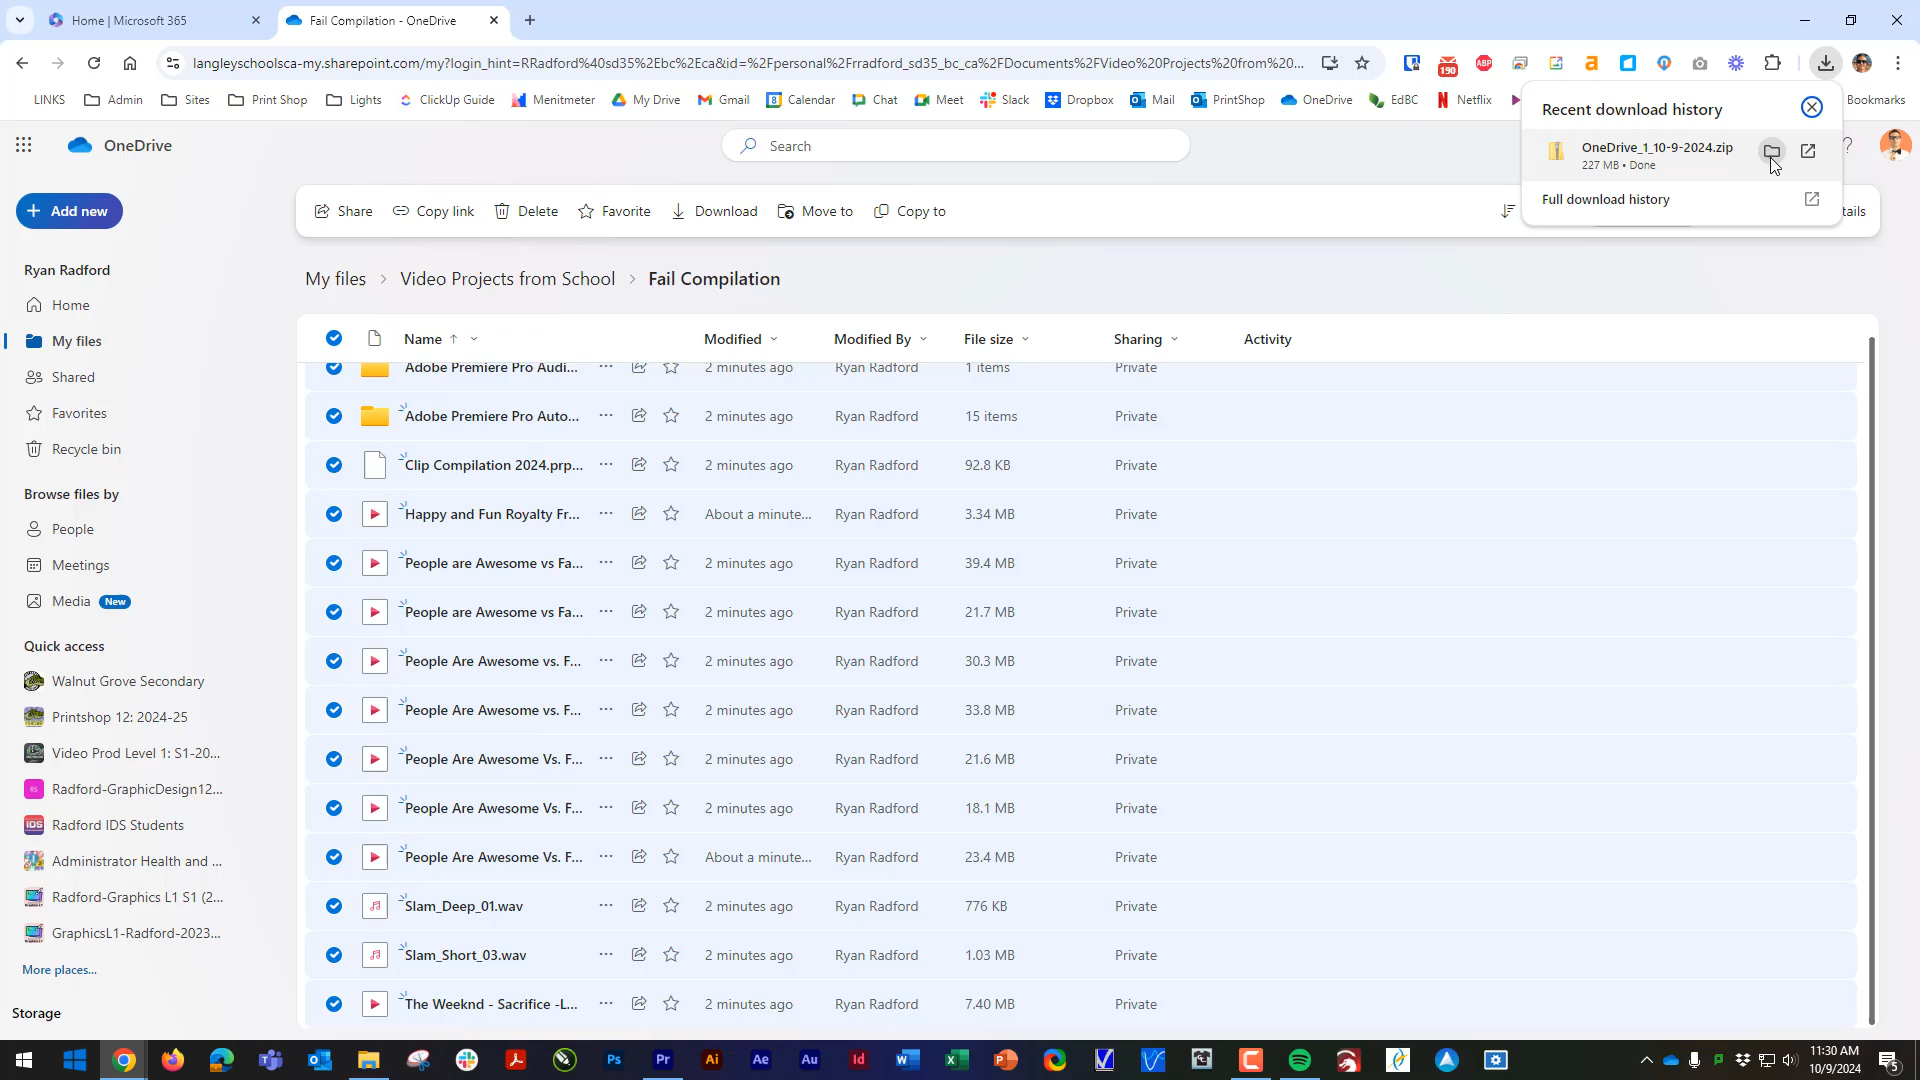 Home | Microsoft 365
Fail Compilation - OneDrive
langleyschoolsca-my.sharepoint.com/my?login_hint=RRadford%40sd35%2Ebc%2Eca&id=%2Fpersonal%2Frradford_sd35_bc_ca%2FDocuments%2FVideo%20Projects%20from%20...
190
ABP
LINKS Admin Sites Print Shop Lights ClickUp Guide Menitmeter My Drive Gmail Calendar Chat Meet Slack Dropbox Mail PrintShop OneDrive EdBC Netflix Bookmarks
Recent download history
OneDrive_1_10-9-2024.zip
227 MB • Done
Full download history
OneDrive
Search
Add new
Share Copy link Delete Favorite Download Move to Copy to tails
Ryan Radford
Home
My files
Shared
Favorites
Recycle bin
Browse files by
People
Meetings
Media New
Quick access
Walnut Grove Secondary
Printshop 12: 2024-25
Video Prod Level 1: S1-20...
Radford-GraphicDesign12...
Radford IDS Students
Administrator Health and ...
Radford-Graphics L1 S1 (2...
GraphicsL1-Radford-2023...
More places...
Storage
My files > Video Projects from School > Fail Compilation
Name Modified Modified By File size Sharing Activity
Adobe Premiere Pro Audi... 2 minutes ago Ryan Radford 1 items Private
Adobe Premiere Pro Auto... 2 minutes ago Ryan Radford 15 items Private
Clip Compilation 2024.prp... 2 minutes ago Ryan Radford 92.8 KB Private
Happy and Fun Royalty Fr... About a minute... Ryan Radford 3.34 MB Private
People are Awesome vs Fa... 2 minutes ago Ryan Radford 39.4 MB Private
People are Awesome vs Fa... 2 minutes ago Ryan Radford 21.7 MB Private
People Are Awesome vs. F... 2 minutes ago Ryan Radford 30.3 MB Private
People Are Awesome vs. F... 2 minutes ago Ryan Radford 33.8 MB Private
People Are Awesome Vs. F... 2 minutes ago Ryan Radford 21.6 MB Private
People Are Awesome Vs. F... 2 minutes ago Ryan Radford 18.1 MB Private
People Are Awesome Vs. F... About a minute... Ryan Radford 23.4 MB Private
Slam_Deep_01.wav 2 minutes ago Ryan Radford 776 KB Private
Slam_Short_03.wav 2 minutes ago Ryan Radford 1.03 MB Private
The Weeknd - Sacrifice -L... 2 minutes ago Ryan Radford 7.40 MB Private
Ps Pr Ai Ae Au Id
11:30 AM
10/9/2024
5